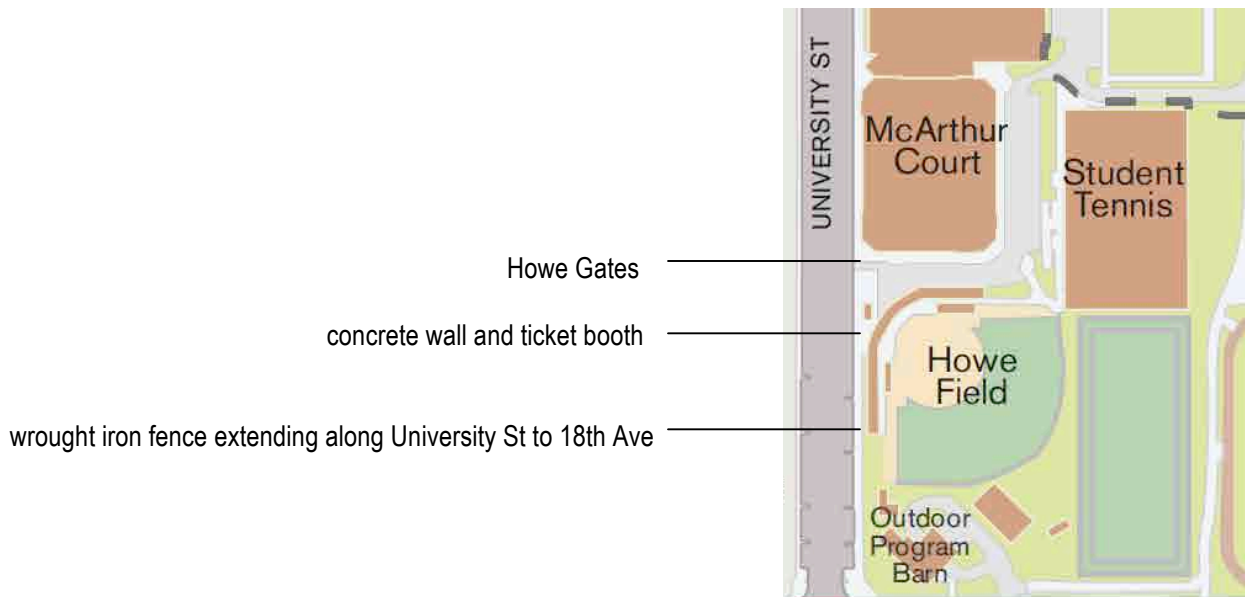 UNIVERSITY ST
McArthur
Court
Student
Tennis
Howe Gates
concrete wall and ticket booth
Howe
Field
wrought iron fence extending along University St to 18th Ave
Outdoor
Program
Barn